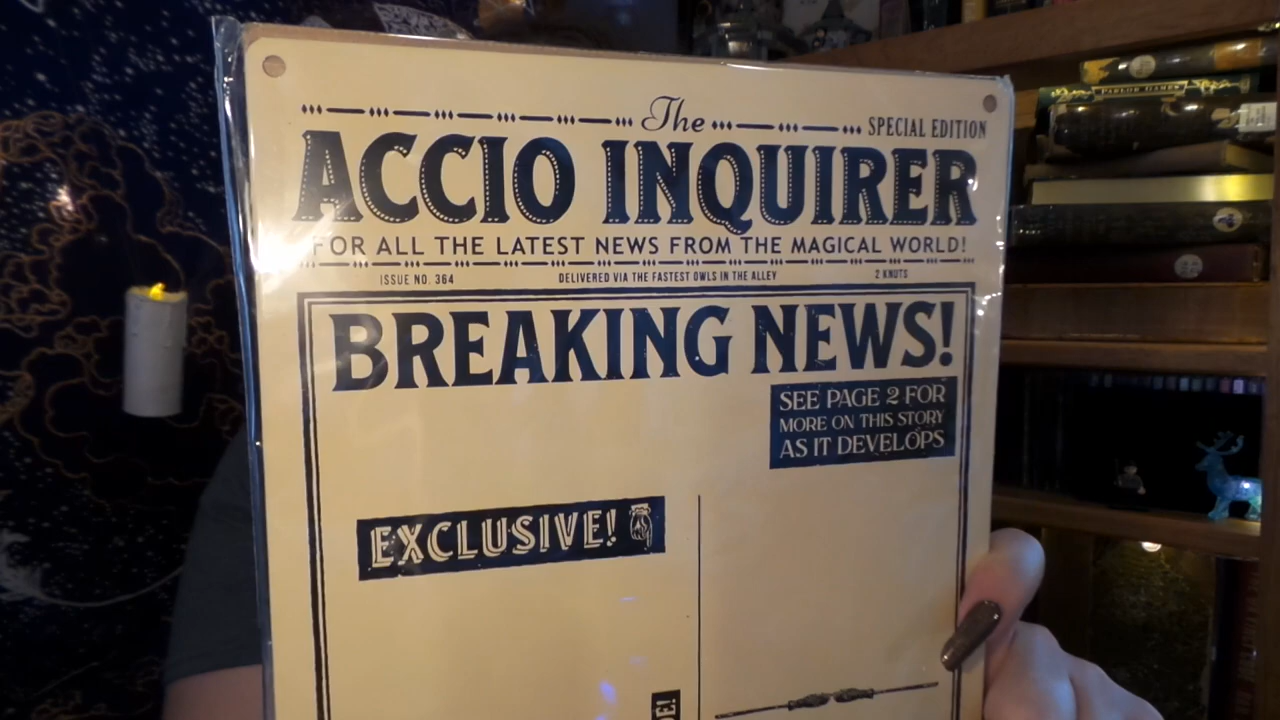 The
SPECIAL EDITION
ACCIO INQUIRER
FOR ALL THE LATEST NEWS FROM THE MAGICAL WORLD!
ISSUE NO. 364 DELIVERED VIA THE FASTEST OWLS IN THE ALLEY 2 KNUTS
BREAKING NEWS!
SEE PAGE 2 FOR
MORE ON THIS STORY
AS IT DEVELOPS
EXCLUSIVE!
PARLOR GAMES